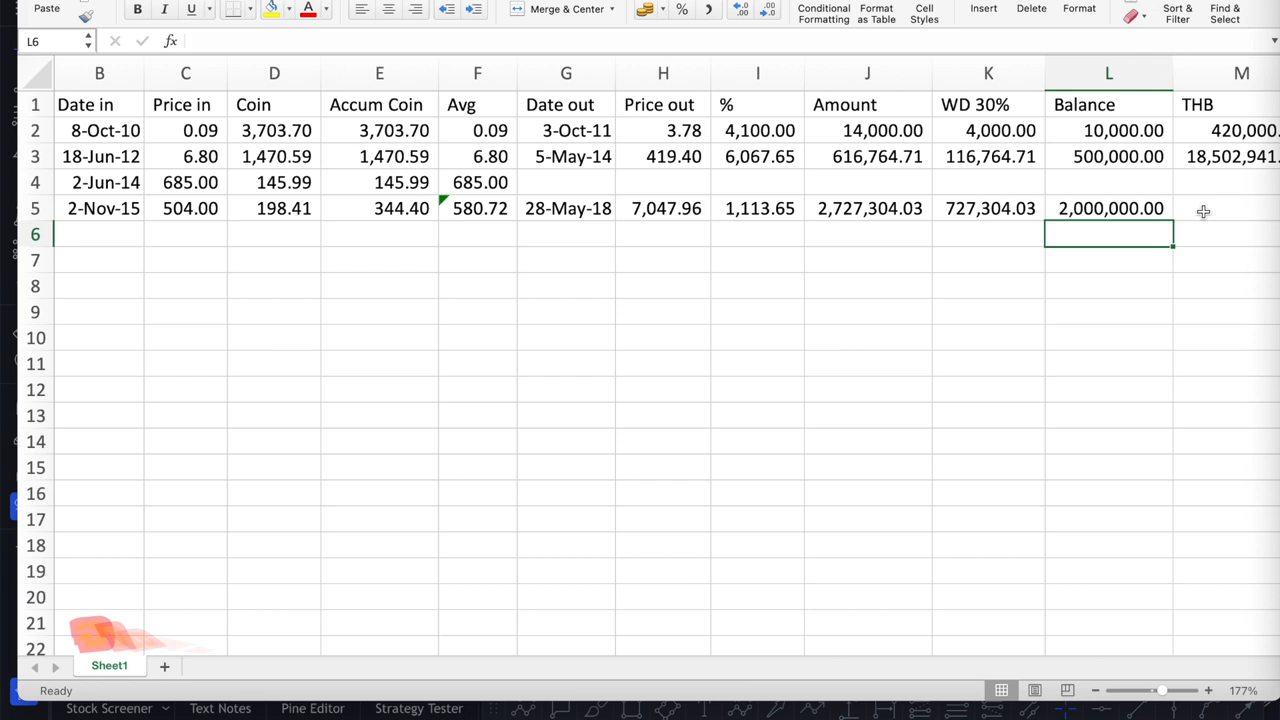 Paste B I U A Merge & Center % Conditional Formatting Format as Table Cell Styles Insert Delete Format Sort & Filter Find & Select
L6 fx
B C D E F G H I J K L M
1 Date in Price in Coin Accum Coin Avg Date out Price out % Amount WD 30% Balance THB
2 8-Oct-10 0.09 3,703.70 3,703.70 0.09 3-Oct-11 3.78 4,100.00 14,000.00 4,000.00 10,000.00 420,000.
3 18-Jun-12 6.80 1,470.59 1,470.59 6.80 5-May-14 419.40 6,067.65 616,764.71 116,764.71 500,000.00 18,502,941.
4 2-Jun-14 685.00 145.99 145.99 685.00
5 2-Nov-15 504.00 198.41 344.40 580.72 28-May-18 7,047.96 1,113.65 2,727,304.03 727,304.03 2,000,000.00
6
7
8
9
10
11
12
13
14
15
16
17
18
19
20
21
22
Sheet1
Ready 177%
Stock Screener Text Notes Pine Editor Strategy Tester